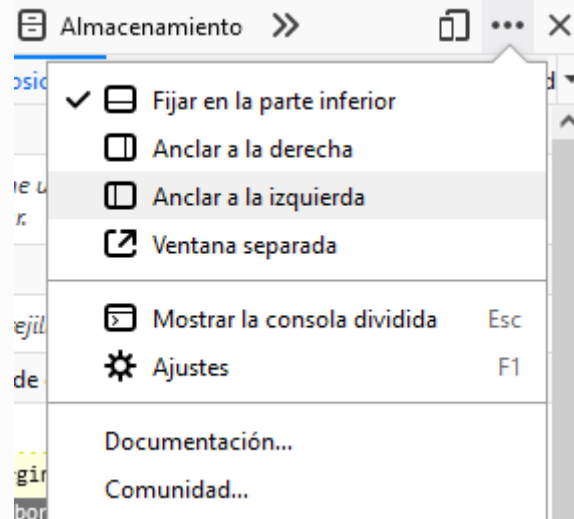 Almacenamiento
Fijar en la parte inferior
Anclar a la derecha
Anclar a la izquierda
Ventana separada
Mostrar la consola dividida Esc
Ajustes F1
de
Documentación...
Comunidad...